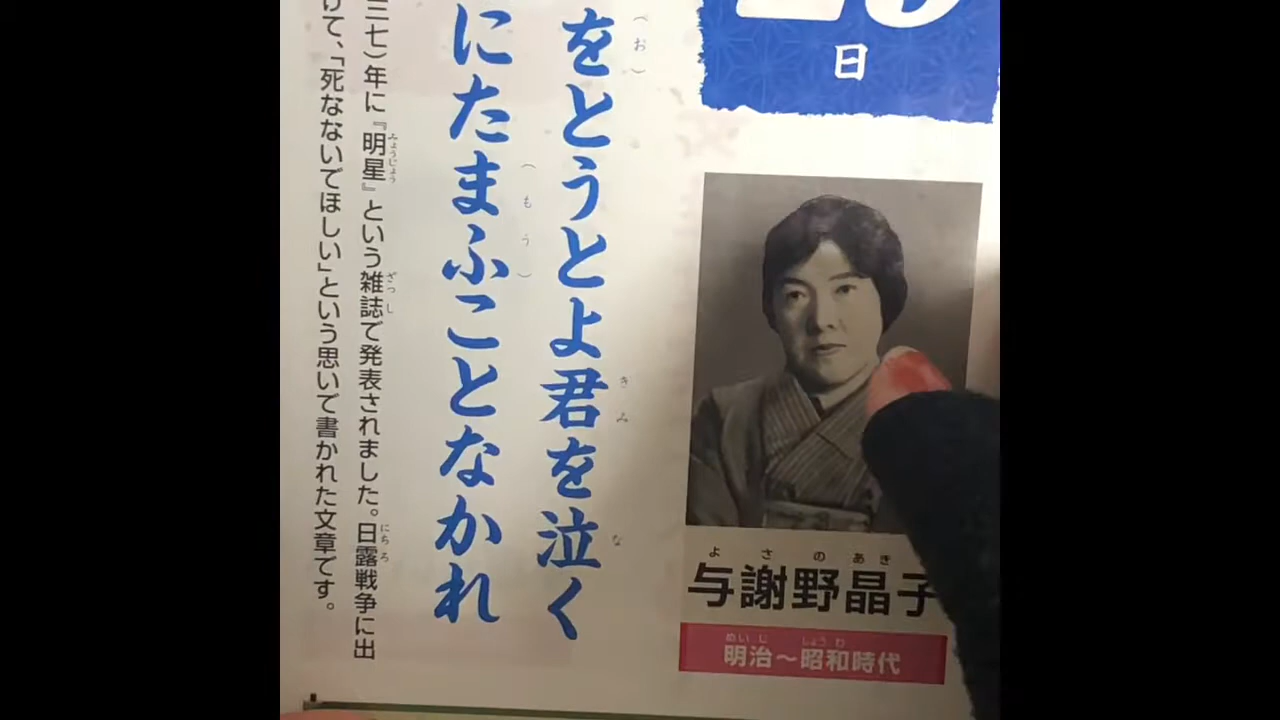 日
よさのあき
与謝野晶子
めいじ しょうわ
明治～昭和時代
をとうとよ君を泣く
（お）
きみ
な
にたまふことなかれ
（もう）
三七）年に『明星』という雑誌で発表されました。日露戦争に出
みょうじょう
ざっし
にちろ
けて、「死なないでほしい」という思いで書かれた文章です。